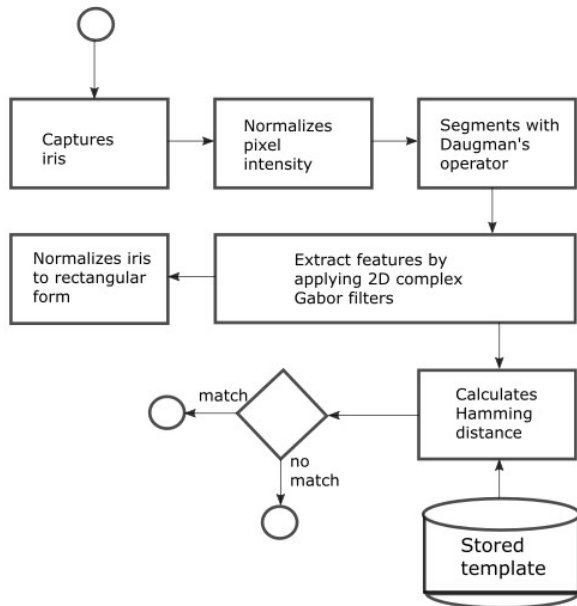 Captures
iris
Normalizes
pixel
intensity
Segments with
Daugman's
operator
Normalizes iris
to rectangular
form
Extract features by
applying 2D complex
Gabor filters
match
no
match
Calculates
Hamming
distance
Stored
template